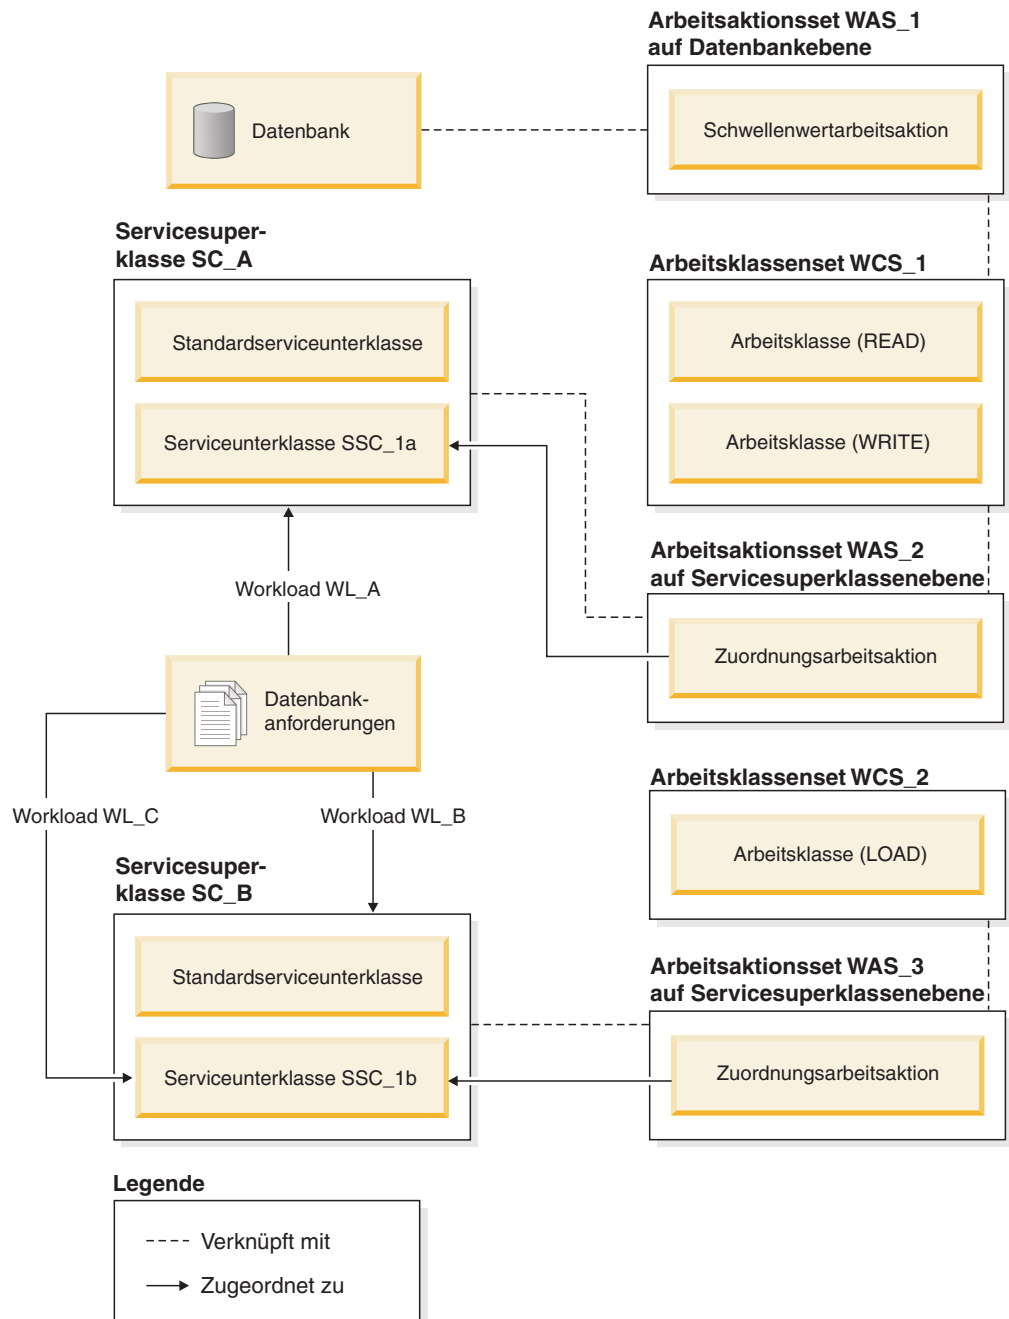 Arbeitsaktionsset WAS_1
auf Datenbankebene
Datenbank
Schwellenwertarbeitsaktion
Servicesuper-
klasse SC_A
Standardserviceunterklasse
Serviceunterklasse SSC_1a
Arbeitsklassenset WCS_1
Arbeitsklasse (READ)
Arbeitsklasse (WRITE)
Workload WL_A
Arbeitsaktionsset WAS_2
auf Servicesuperklassenebene
Zuordnungsarbeitsaktion
Datenbank-
anforderungen
Workload WL_C
Workload WL_B
Arbeitsklassenset WCS_2
Arbeitsklasse (LOAD)
Servicesuper-
klasse SC_B
Standardserviceunterklasse
Serviceunterklasse SSC_1b
Arbeitsaktionsset WAS_3
auf Servicesuperklassenebene
Zuordnungsarbeitsaktion
Legende
Verknüpft mit
Zugeordnet zu